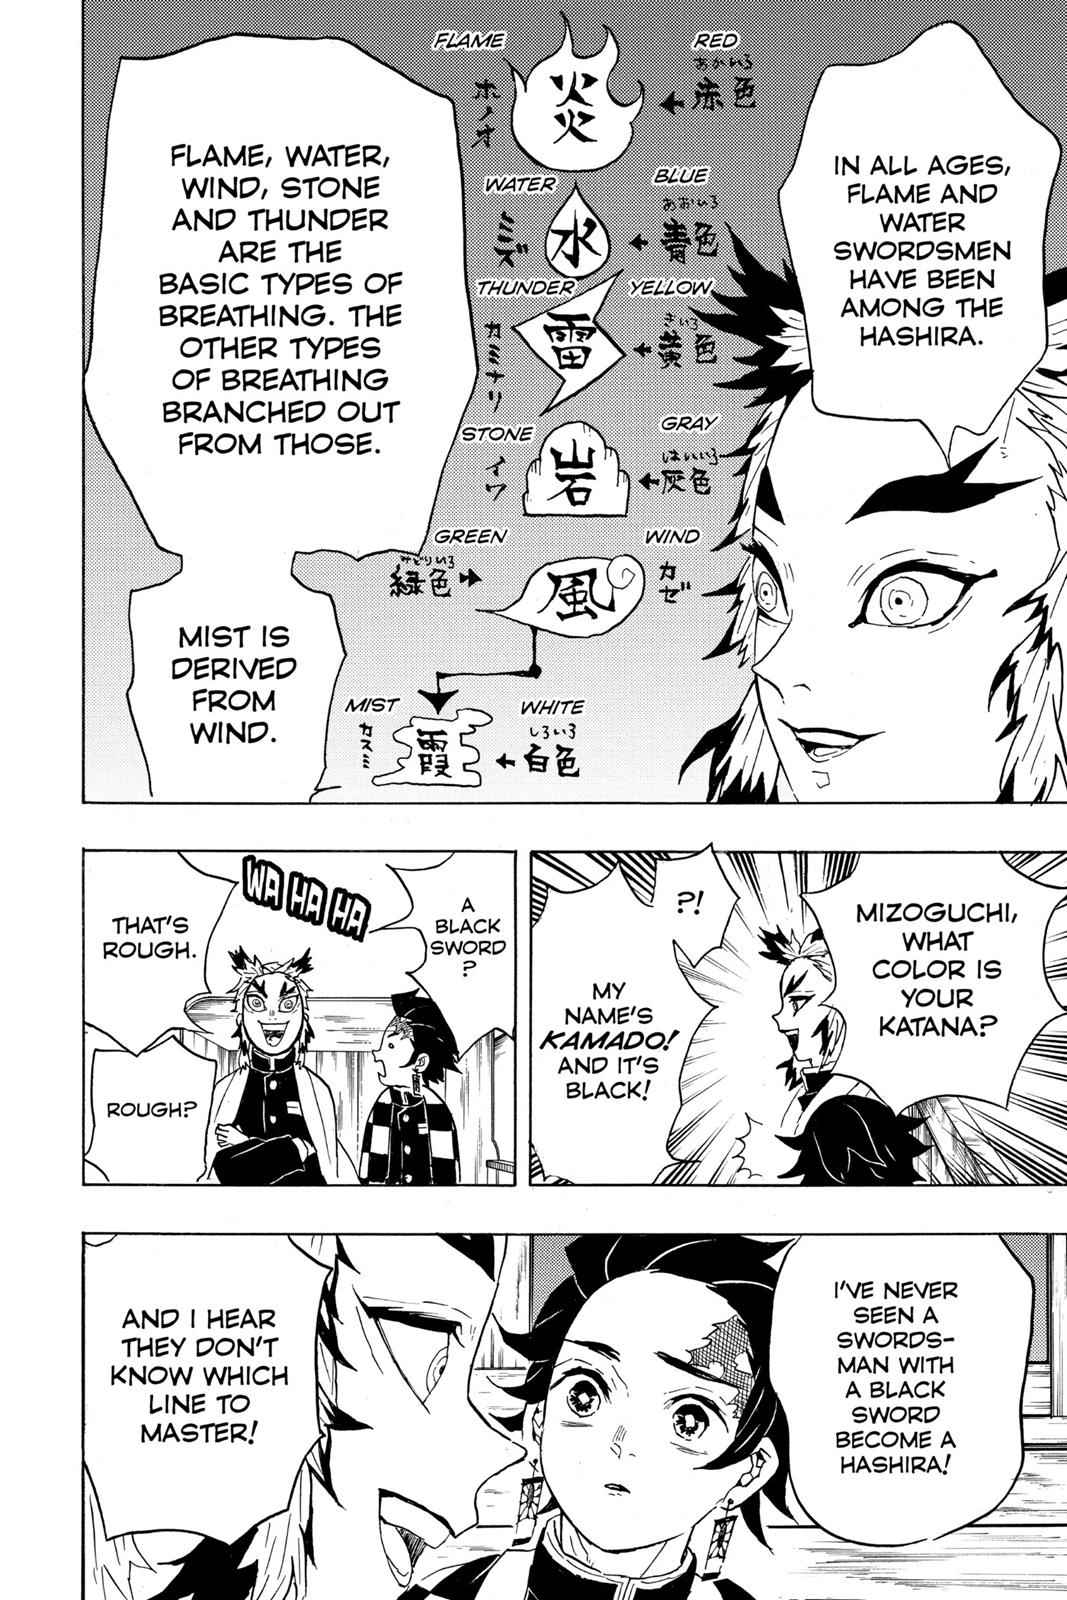 IN ALL AGES,
FLAME AND
WATER
SWORDSMEN
HAVE BEEN
AMONG THE
HASHIRA.
FLAME
RED
あかいろ
ホノオ
炎
赤色
WATER
BLUE
あおいろ
ミズ
水
青色
THUNDER
YELLOW
きいろ
カミナリ
雷
黄色
STONE
GRAY
はいいろ
イワ
岩
灰色
GREEN
WIND
みどりいろ
緑色
風
カゼ
MIST
WHITE
しろいろ
カスミ
霞
白色
FLAME, WATER,
WIND, STONE
AND THUNDER
ARE THE
BASIC TYPES OF
BREATHING. THE
OTHER TYPES
OF BREATHING
BRANCHED OUT
FROM THOSE.
MIST IS
DERIVED
FROM
WIND.
MIZOGUCHI,
WHAT
COLOR IS
YOUR
KATANA?
?!
MY
NAME'S
KAMADO!
AND IT'S
BLACK!
A
BLACK
SWORD
?
WA HA HA
THAT'S
ROUGH.
ROUGH?
I'VE NEVER
SEEN A
SWORDS-
MAN WITH
A BLACK
SWORD
BECOME A
HASHIRA!
AND I HEAR
THEY DON'T
KNOW WHICH
LINE TO
MASTER!